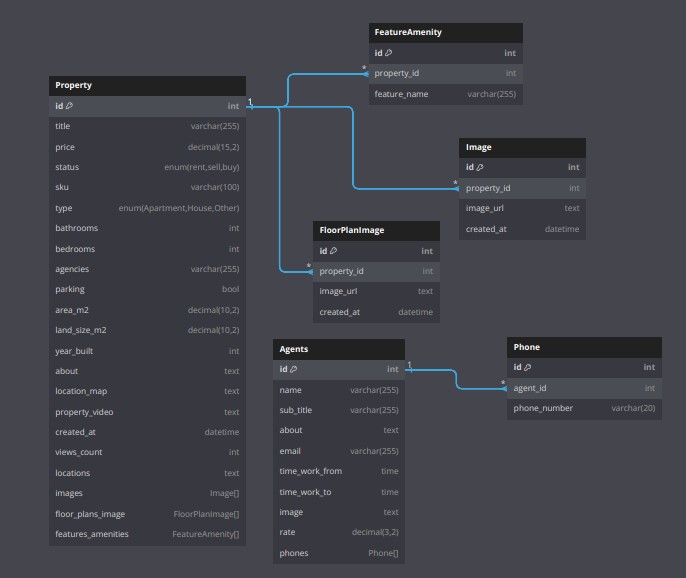 Property
id int
title varchar(255)
price decimal(15,2)
status enum(rent,sell,buy)
sku varchar(100)
type enum(Apartment,House,Other)
bathrooms int
bedrooms int
agencies varchar(255)
parking bool
area_m2 decimal(10,2)
land_size_m2 decimal(10,2)
year_built int
about text
location_map text
property_video text
created_at datetime
views_count int
locations text
images Image[]
floor_plans_image FloorPlanImage[]
features_amenities FeatureAmenity[]
1
FeatureAmenity
id int
* property_id int
feature_name varchar(255)
Image
id int
* property_id int
image_url text
created_at datetime
FloorPlanImage
id int
* property_id int
image_url text
created_at datetime
Agents
id int
name varchar(255)
sub_title varchar(255)
about text
email varchar(255)
time_work_from time
time_work_to time
image text
rate decimal(3,2)
phones Phone[]
1
Phone
id int
* agent_id int
phone_number varchar(20)